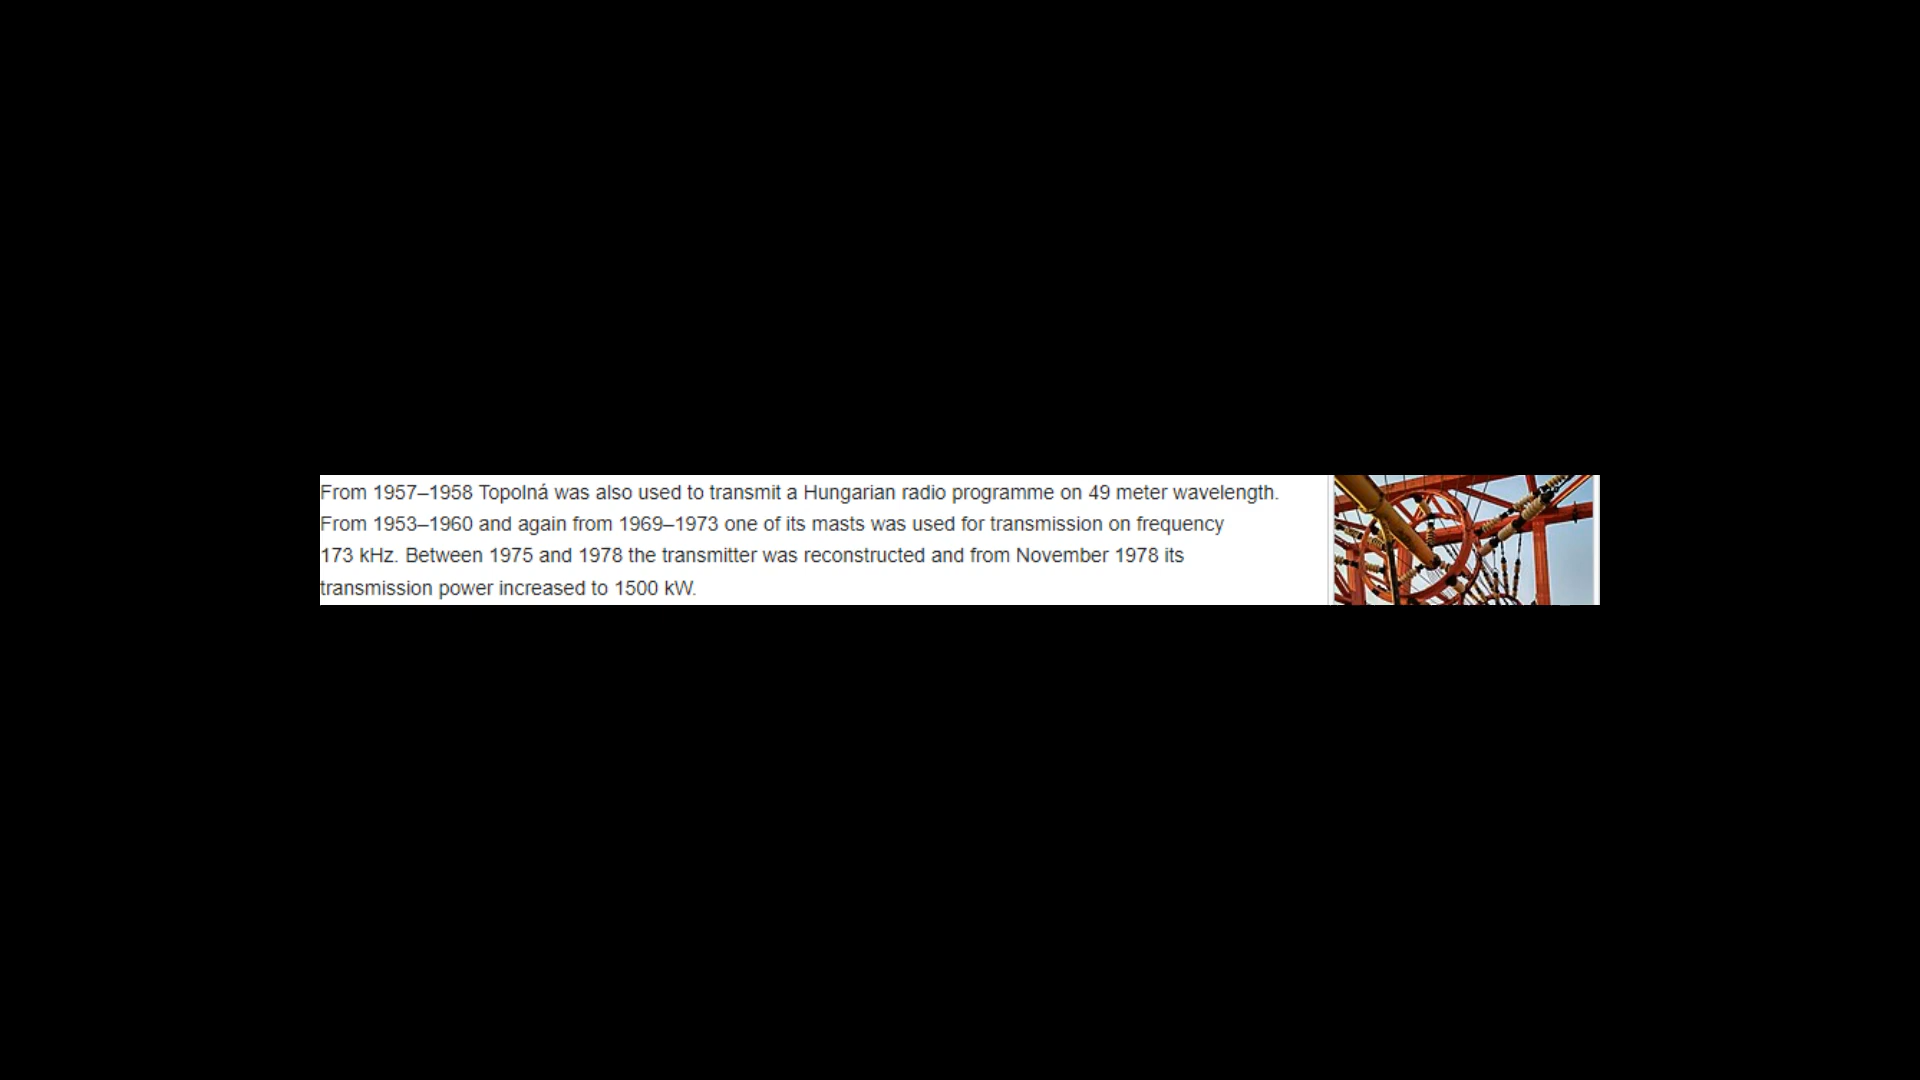 From 1957–1958 Topolná was also used to transmit a Hungarian radio programme on 49 meter wavelength.
From 1953–1960 and again from 1969–1973 one of its masts was used for transmission on frequency
173 kHz. Between 1975 and 1978 the transmitter was reconstructed and from November 1978 its
transmission power increased to 1500 kW.